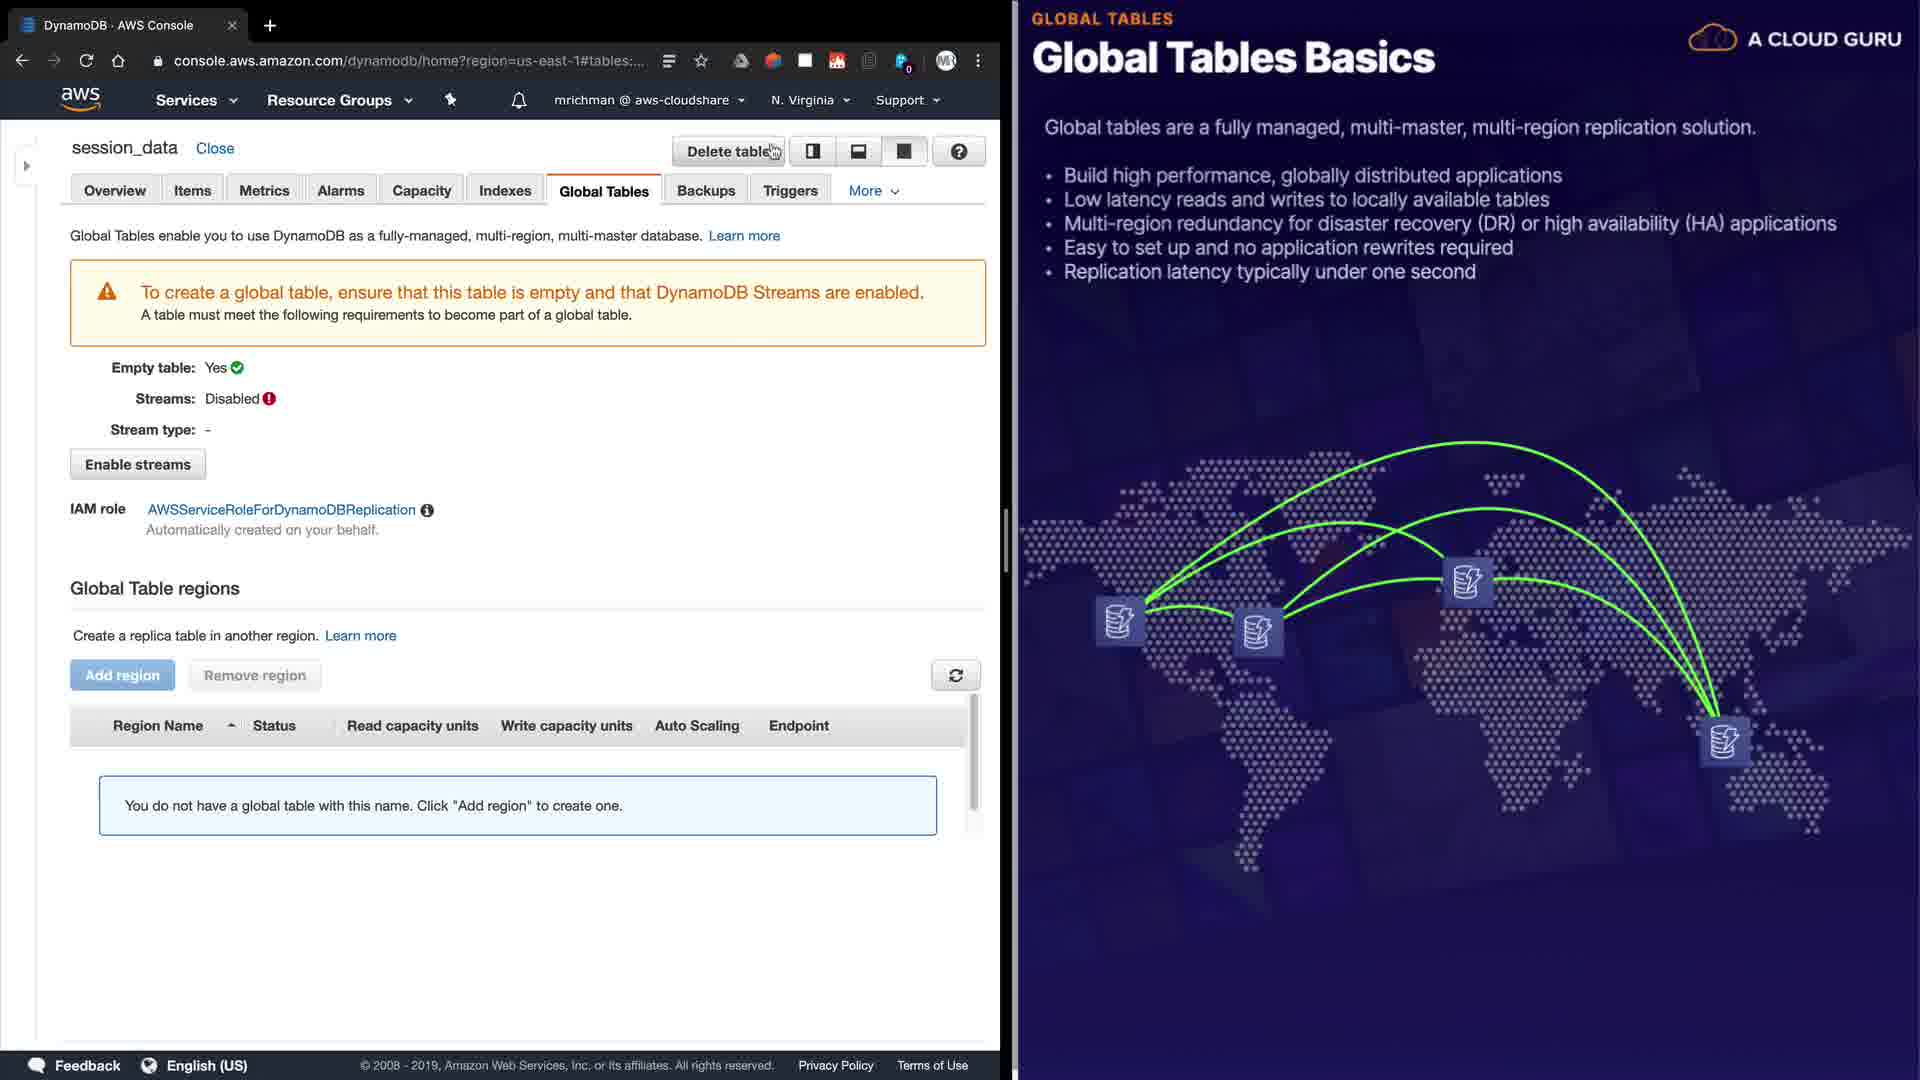 DynamoDB · AWS Console
console.aws.amazon.com/dynamodb/home?region=us-east-1#tables:...
0
MR
aws
Services
Resource Groups
mrichman @ aws-cloudshare
N. Virginia
Support
session_data
Close
Delete table
Overview
Items
Metrics
Alarms
Capacity
Indexes
Global Tables
Backups
Triggers
More
Global Tables enable you to use DynamoDB as a fully-managed, multi-region, multi-master database. Learn more
To create a global table, ensure that this table is empty and that DynamoDB Streams are enabled.
A table must meet the following requirements to become part of a global table.
Empty table: Yes
Streams: Disabled
Stream type: -
Enable streams
IAM role AWSServiceRoleForDynamoDBReplication
Automatically created on your behalf.
Global Table regions
Create a replica table in another region. Learn more
Add region
Remove region
Region Name
Status
Read capacity units
Write capacity units
Auto Scaling
Endpoint
You do not have a global table with this name. Click "Add region" to create one.
Feedback
English (US)
© 2008 - 2019, Amazon Web Services, Inc. or its affiliates. All rights reserved.
Privacy Policy
Terms of Use
GLOBAL TABLES
Global Tables Basics
A CLOUD GURU
Global tables are a fully managed, multi-master, multi-region replication solution.
• Build high performance, globally distributed applications
• Low latency reads and writes to locally available tables
• Multi-region redundancy for disaster recovery (DR) or high availability (HA) applications
• Easy to set up and no application rewrites required
• Replication latency typically under one second